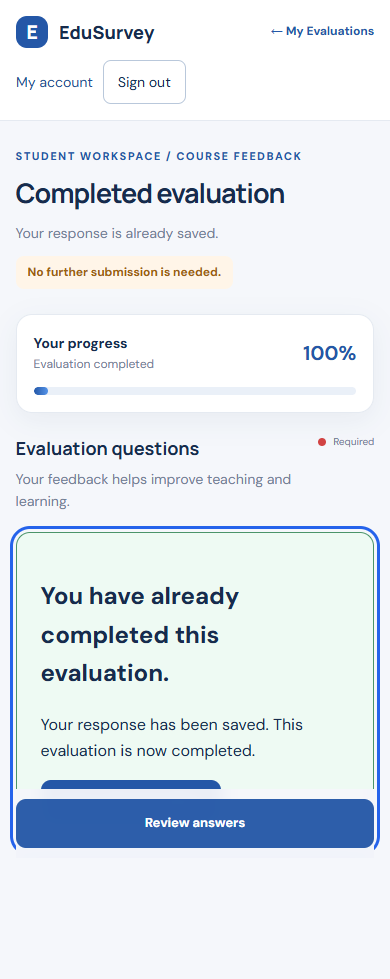 E EduSurvey
← My Evaluations
My account
Sign out
STUDENT WORKSPACE / COURSE FEEDBACK
Completed evaluation
Your response is already saved.
No further submission is needed.
Your progress
Evaluation completed
100%
Evaluation questions
Required
Your feedback helps improve teaching and
learning.
You have already
completed this
evaluation.
Your response has been saved. This
evaluation is now completed.
Review answers